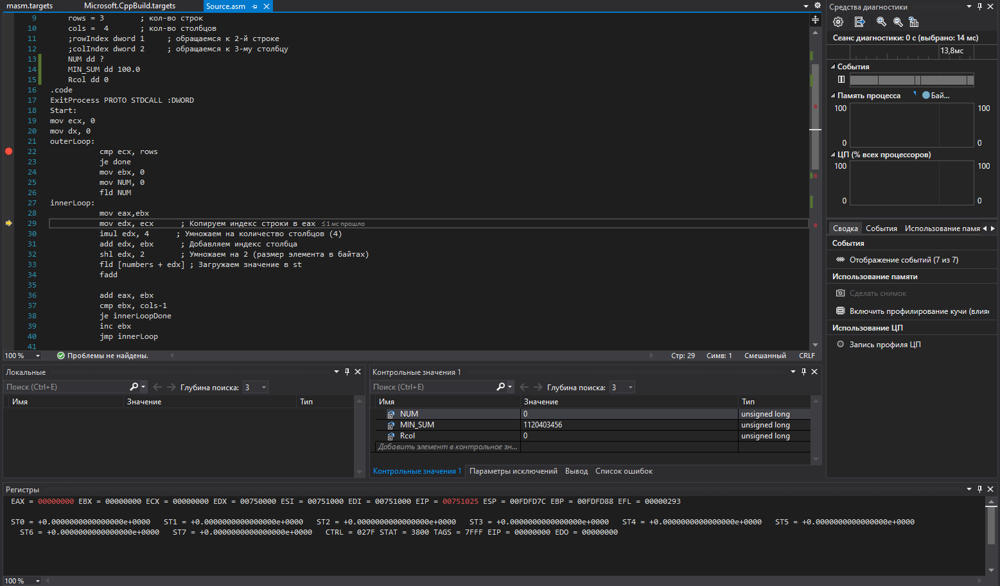 masm.targets Microsoft.CppBuild.targets Source.asm
9 rows = 3 ; кол-во строк
10 cols = 4 ; кол-во столбцов
11 ;rowIndex dword 1 ; обращаемся к 2-й строке
12 ;colIndex dword 2 ; обращаемся к 3-му столбцу
13 NUM dd ?
14 MIN_SUM dd 100.0
15 Rcol dd 0
16 .code
17 ExitProcess PROTO STDCALL :DWORD
18 Start:
19 mov ecx, 0
20 mov dx, 0
21 outerLoop:
22 cmp ecx, rows
23 je done
24 mov ebx, 0
25 mov NUM, 0
26 fld NUM
27 innerLoop:
28 mov eax,ebx
29 mov edx, ecx ; Копируем индекс строки в eax ≤1 мс прошло
30 imul edx, 4 ; Умножаем на количество столбцов (4)
31 add edx, ebx ; Добавляем индекс столбца
32 shl edx, 2 ; Умножаем на 2 (размер элемента в байтах)
33 fld [numbers + edx] ; Загружаем значение в st
34 fadd
35
36 add eax, ebx
37 cmp ebx, cols-1
38 je innerLoopDone
39 inc ebx
40 jmp innerLoop
41
100 % Проблемы не найдены. Стр: 29 Симв: 1 Смешанный CRLF
Средства диагностики
Сеанс диагностики: 0 с (выбрано: 14 мс)
13,8мс
События
Память процесса Бай...
100 100
0 0
ЦП (% всех процессоров)
100 100
0 0
Сводка События Использование памя
События
Отображение событий (7 из 7)
Использование памяти
Сделать снимок
Включить профилирование кучи (влия
Использование ЦП
Запись профиля ЦП
Локальные
Поиск (Ctrl+E) Глубина поиска: 3
Имя Значение Тип
Контрольные значения 1
Поиск (Ctrl+E) Глубина поиска: 3
Имя Значение Тип
NUM 0 unsigned long
MIN_SUM 1120403456 unsigned long
Rcol 0 unsigned long
Добавить элемент в контрольное зн...
Контрольные значения 1 Параметры исключений Вывод Список ошибок
Регистры
EAX = 00000000 EBX = 00000000 ECX = 00000000 EDX = 00750000 ESI = 00751000 EDI = 00751000 EIP = 00751025 ESP = 00FDFD7C EBP = 00FDFD88 EFL = 00000293
ST0 = +0.0000000000000000e+0000 ST1 = +0.0000000000000000e+0000 ST2 = +0.0000000000000000e+0000 ST3 = +0.0000000000000000e+0000 ST4 = +0.0000000000000000e+0000 ST5 = +0.0000000000000000e+0000
ST6 = +0.0000000000000000e+0000 ST7 = +0.0000000000000000e+0000 CTRL = 027F STAT = 3800 TAGS = 7FFF EIP = 00000000 EDO = 00000000
100 %